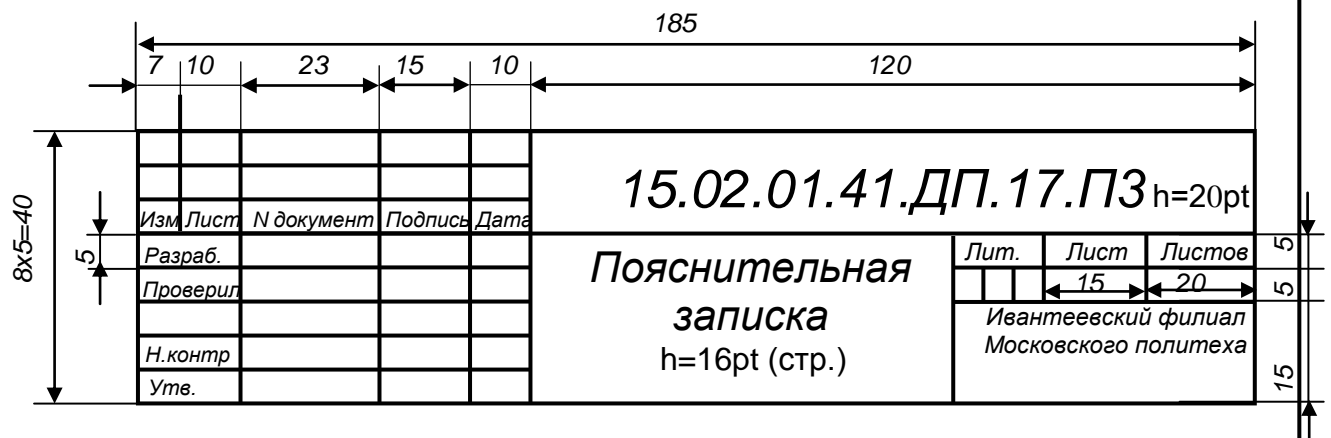 185
7 10 23 15 10 120
15.02.01.41.ДП.17.ПЗ h=20pt
Изм Лист N документ Подпись Дата
8x5=40
5
Разраб.
Проверил
Н.контр
Утв.
Пояснительная
записка
h=16pt (стр.)
Лит. Лист Листов
15 20
Ивантеевский филиал
Московского политеха
5
5
15